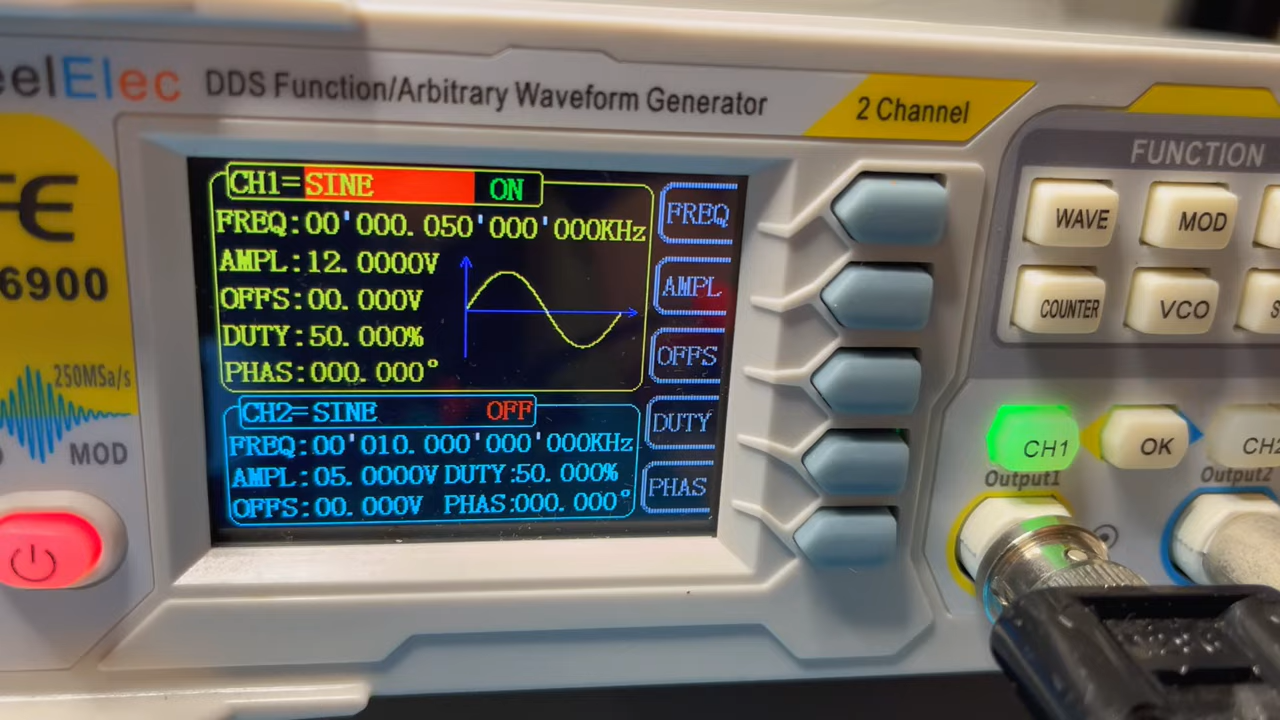 eelElec DDS Function/Arbitrary Waveform Generator
2 Channel
6900
250MSa/s
MOD
CH1=SINE ON
FREQ:00'000.050'000'000KHz
AMPL:12.0000V
OFFS:00.000V
DUTY:50.000%
PHAS:000.000°
CH2=SINE OFF
FREQ:00'010.000'000'000KHz
AMPL:05.0000V DUTY:50.000%
OFFS:00.000V PHAS:000.000°
FREQ
AMPL
OFFS
DUTY
PHAS
FUNCTION
WAVE MOD
COUNTER VCO
CH1 OK CH2
Output1 Output2